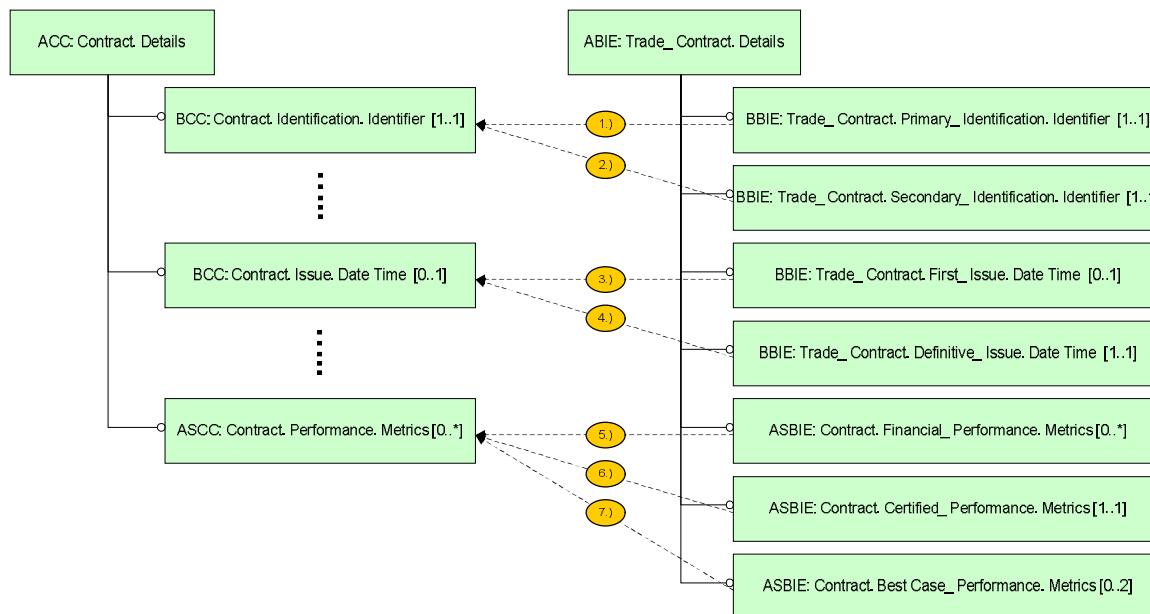 ACC: Contract. Details
ABIE: Trade_ Contract. Details
BCC: Contract. Identification. Identifier [1..1]
1.)
BBIE: Trade_ Contract. Primary_ Identification. Identifier [1..1]
2.)
BBIE: Trade_ Contract. Secondary_ Identification. Identifier [1..1
BCC: Contract. Issue. Date Time [0..1]
3.)
BBIE: Trade_ Contract. First_ Issue. Date Time [0..1]
4.)
BBIE: Trade_ Contract. Definitive_ Issue. Date Time [1..1]
ASCC: Contract. Performance. Metrics [0..*]
5.)
ASBIE: Contract. Financial_ Performance. Metrics [0..*]
6.)
ASBIE: Contract. Certified_ Performance. Metrics [1..1]
7.)
ASBIE: Contract. Best Case_ Performance. Metrics [0..2]